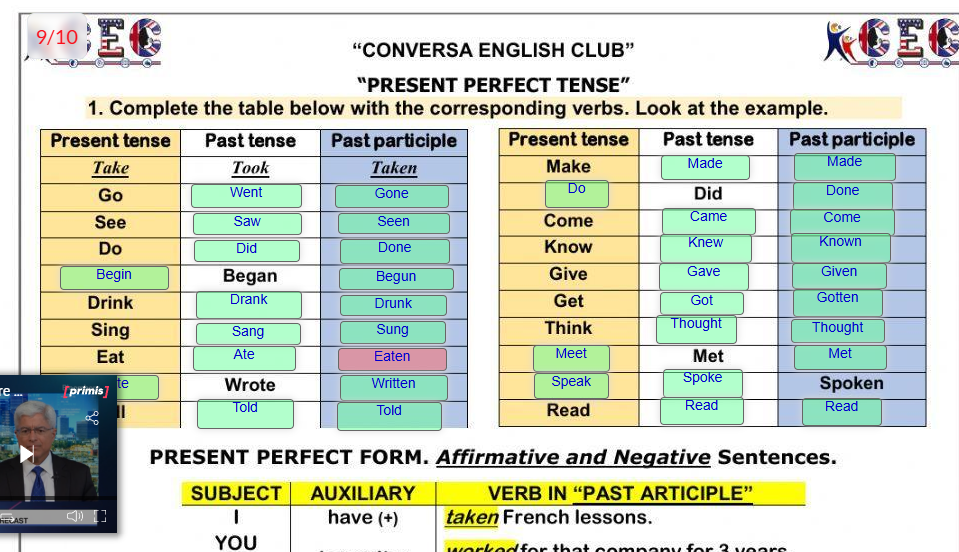 9/10
CEC
CEC
“CONVERSA ENGLISH CLUB”
“PRESENT PERFECT TENSE”
1. Complete the table below with the corresponding verbs. Look at the example.
Present tense Past tense Past participle
Take Took Taken
Go Went Gone
See Saw Seen
Do Did Done
Begin Began Begun
Drink Drank Drunk
Sing Sang Sung
Eat Ate Eaten
Wrote Written
Told Told
Present tense Past tense Past participle
Make Made Made
Do Did Done
Come Came Come
Know Knew Known
Give Gave Given
Get Got Gotten
Think Thought Thought
Meet Met Met
Speak Spoke Spoken
Read Read Read
primis
PRESENT PERFECT FORM. Affirmative and Negative Sentences.
SUBJECT AUXILIARY VERB IN “PAST ARTICIPLE”
I have (+) taken French lessons.
YOU
worked for that company for 3 years